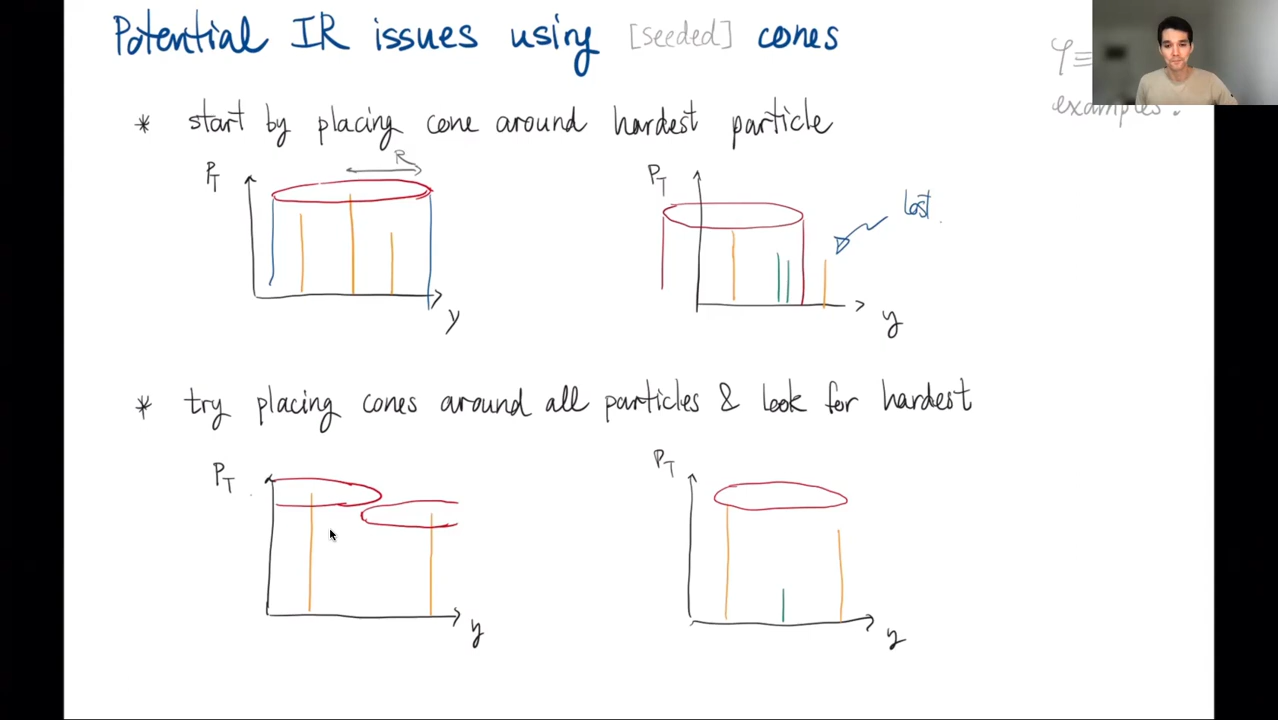 Potential IR issues using [seeded] cones
φ=
examples.
* start by placing cone around hardest particle
PT
R
y
PT
lost.
y
* try placing cones around all particles & look for hardest
PT
y
PT
y